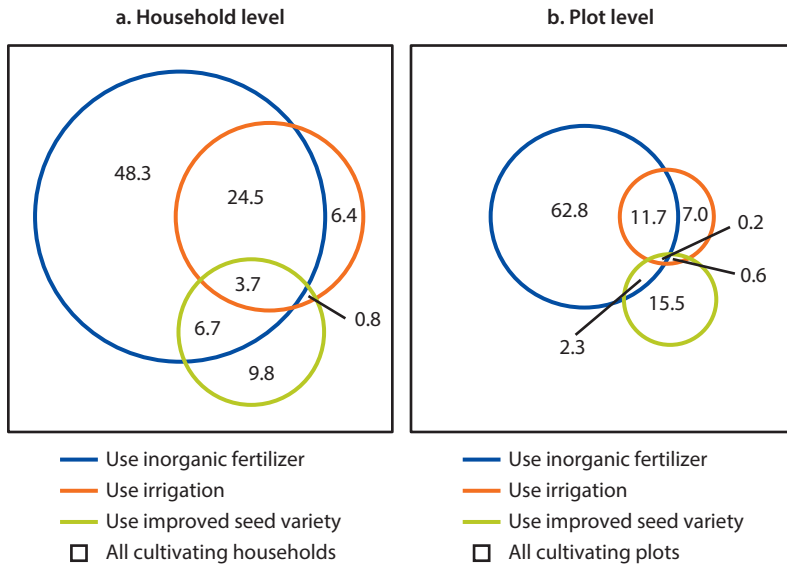 a. Household level
48.3
24.5
6.4
3.7
0.8
6.7
9.8
Use inorganic fertilizer
Use irrigation
Use improved seed variety
All cultivating households
b. Plot level
62.8
11.7
7.0
0.2
0.6
15.5
2.3
Use inorganic fertilizer
Use irrigation
Use improved seed variety
All cultivating plots